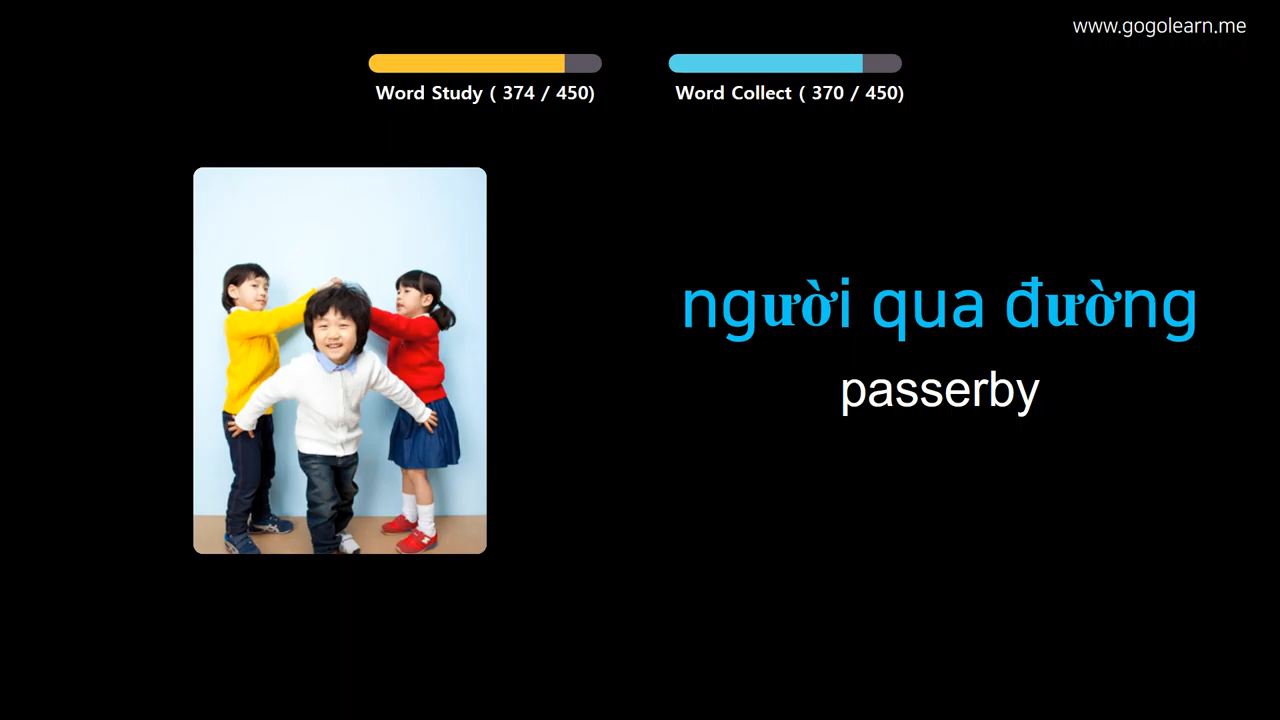 www.gogolearn.me
Word Study ( 374 / 450)
Word Collect ( 370 / 450)
người qua đường
passerby